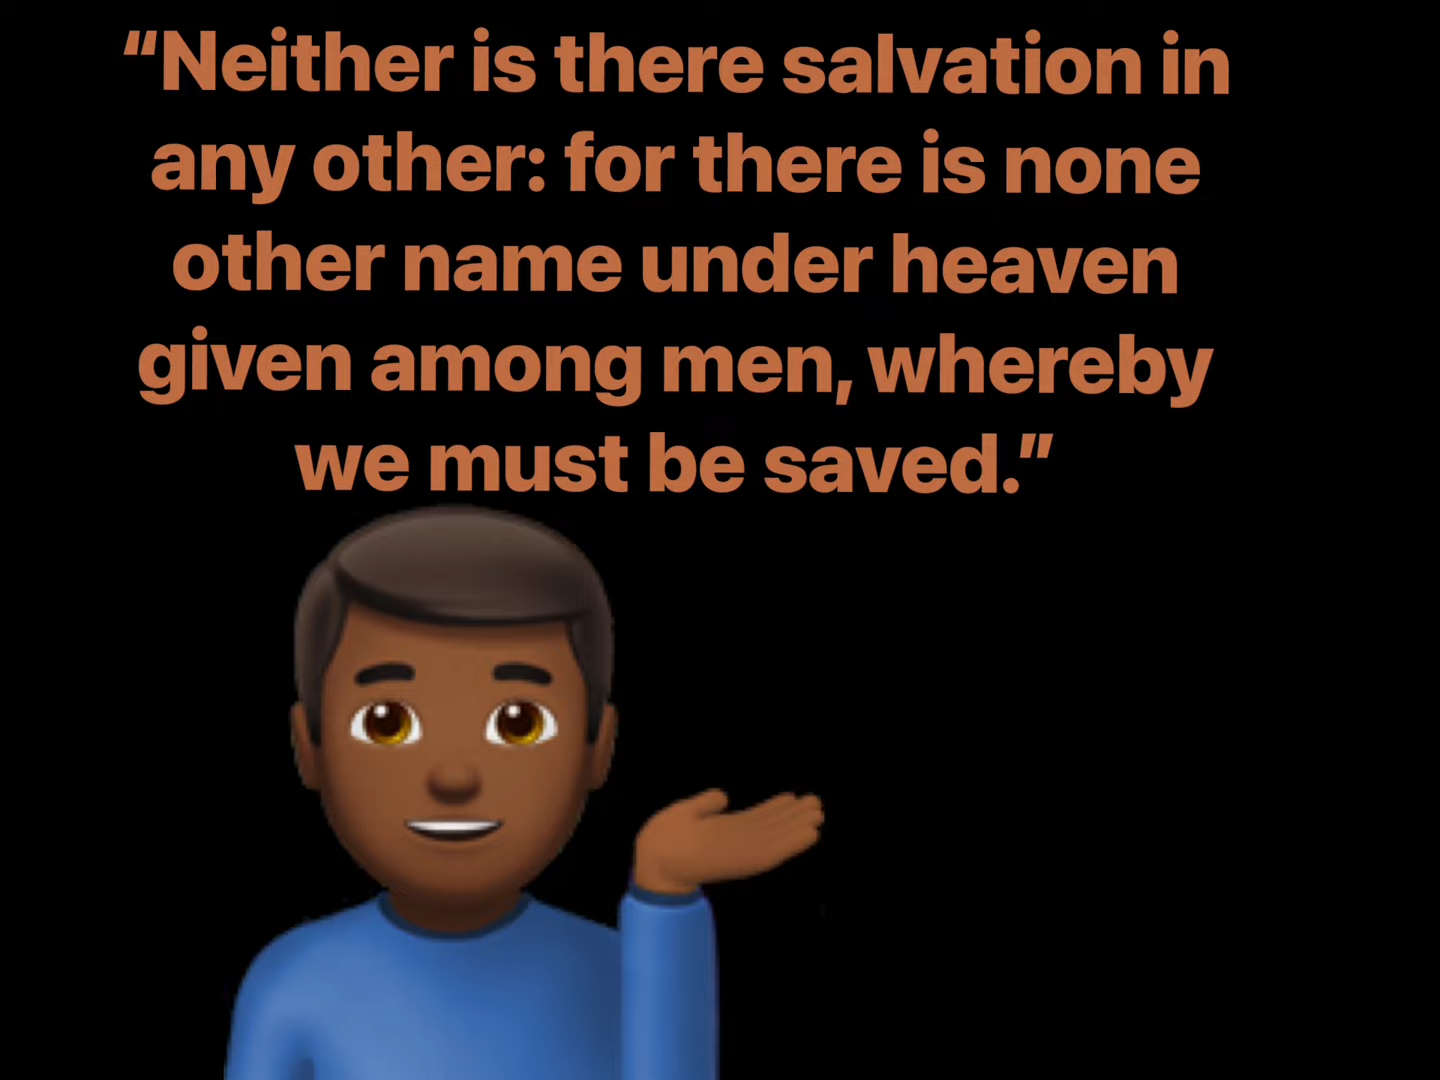 “Neither is there salvation in
any other: for there is none
other name under heaven
given among men, whereby
we must be saved.”